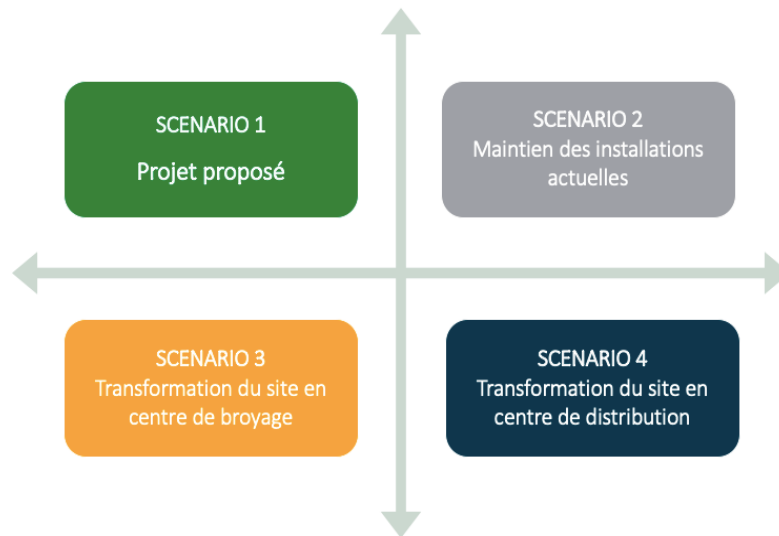 SCENARIO 1
Projet proposé
SCENARIO 2
Maintien des installations
actuelles
SCENARIO 3
Transformation du site en
centre de broyage
SCENARIO 4
Transformation du site en
centre de distribution